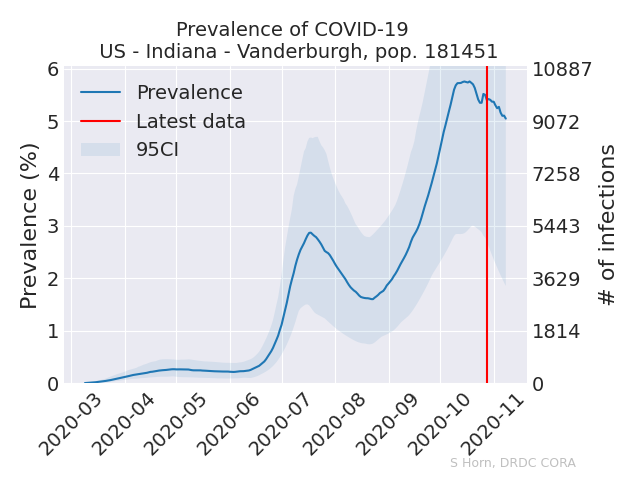 Prevalence of COVID-19
US - Indiana - Vanderburgh, pop. 181451
Prevalence
Latest data
95CI
Prevalence (%)
6
5
4
3
2
1
0
10887
9072
7258
5443
3629
1814
0
# of infections
2020-03
2020-04
2020-05
2020-06
2020-07
2020-08
2020-09
2020-10
2020-11
S Horn, DRDC CORA